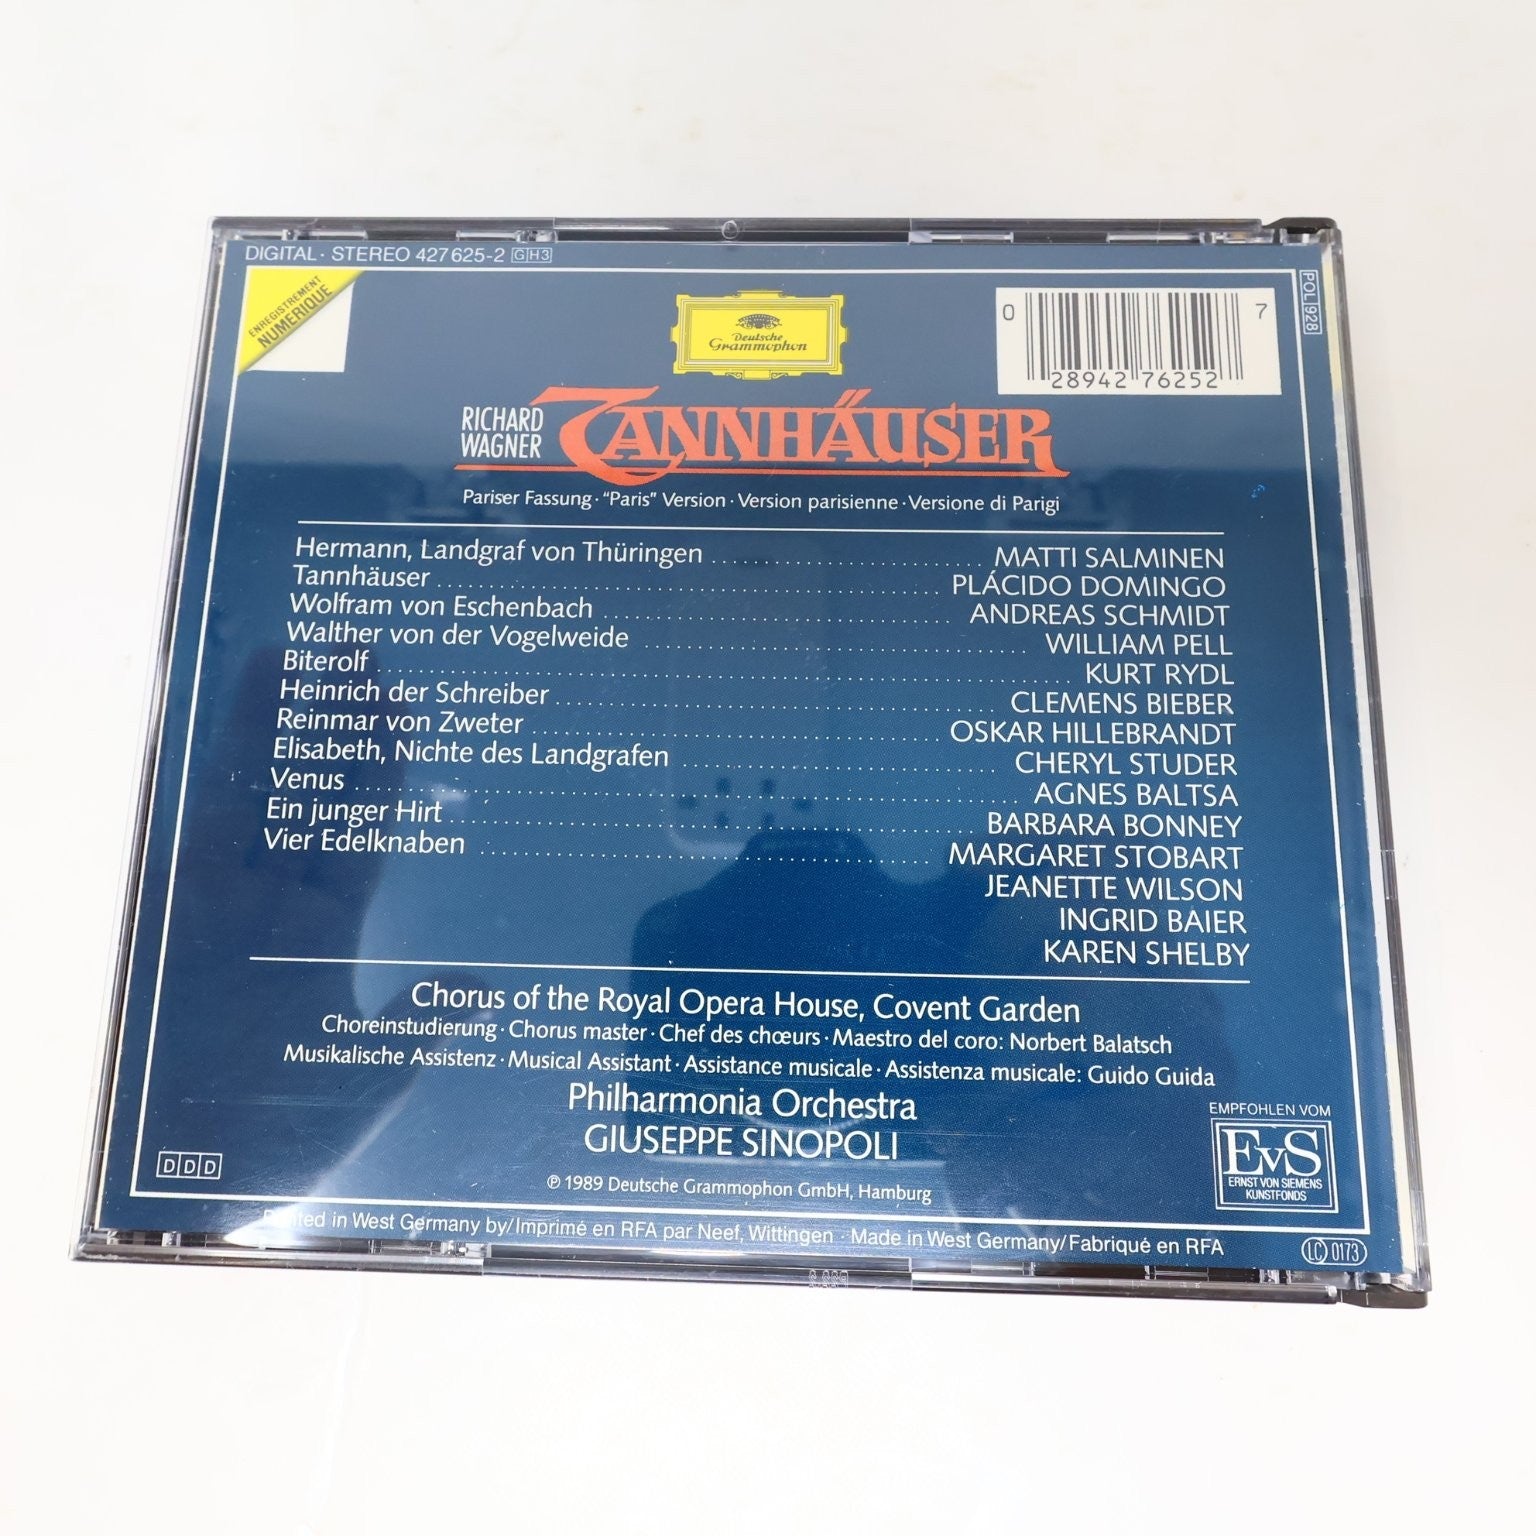 DIGITAL · STEREO 427 625-2 GH3
ENREGISTREMENT
NUMERIQUE
Deutsche
Grammophon
0 28942 76252 7
POL 928
RICHARD
WAGNER
TANNHÄUSER
Pariser Fassung · "Paris" Version · Version parisienne · Versione di Parigi
Hermann, Landgraf von Thüringen MATTI SALMINEN
Tannhäuser PLÁCIDO DOMINGO
Wolfram von Eschenbach ANDREAS SCHMIDT
Walther von der Vogelweide WILLIAM PELL
Biterolf KURT RYDL
Heinrich der Schreiber CLEMENS BIEBER
Reinmar von Zweter OSKAR HILLEBRANDT
Elisabeth, Nichte des Landgrafen CHERYL STUDER
Venus AGNES BALTSA
Ein junger Hirt BARBARA BONNEY
Vier Edelknaben MARGARET STOBART
JEANETTE WILSON
INGRID BAIER
KAREN SHELBY
Chorus of the Royal Opera House, Covent Garden
Choreinstudierung · Chorus master · Chef des chœurs · Maestro del coro: Norbert Balatsch
Musikalische Assistenz · Musical Assistant · Assistance musicale · Assistenza musicale: Guido Guida
Philharmonia Orchestra
GIUSEPPE SINOPOLI
DDD
℗ 1989 Deutsche Grammophon GmbH, Hamburg
EMPFOHLEN VOM
EvS
ERNST VON SIEMENS
KUNSTFONDS
Printed in West Germany by/Imprimé en RFA par Neef, Wittingen · Made in West Germany/Fabriqué en RFA
LC 0173